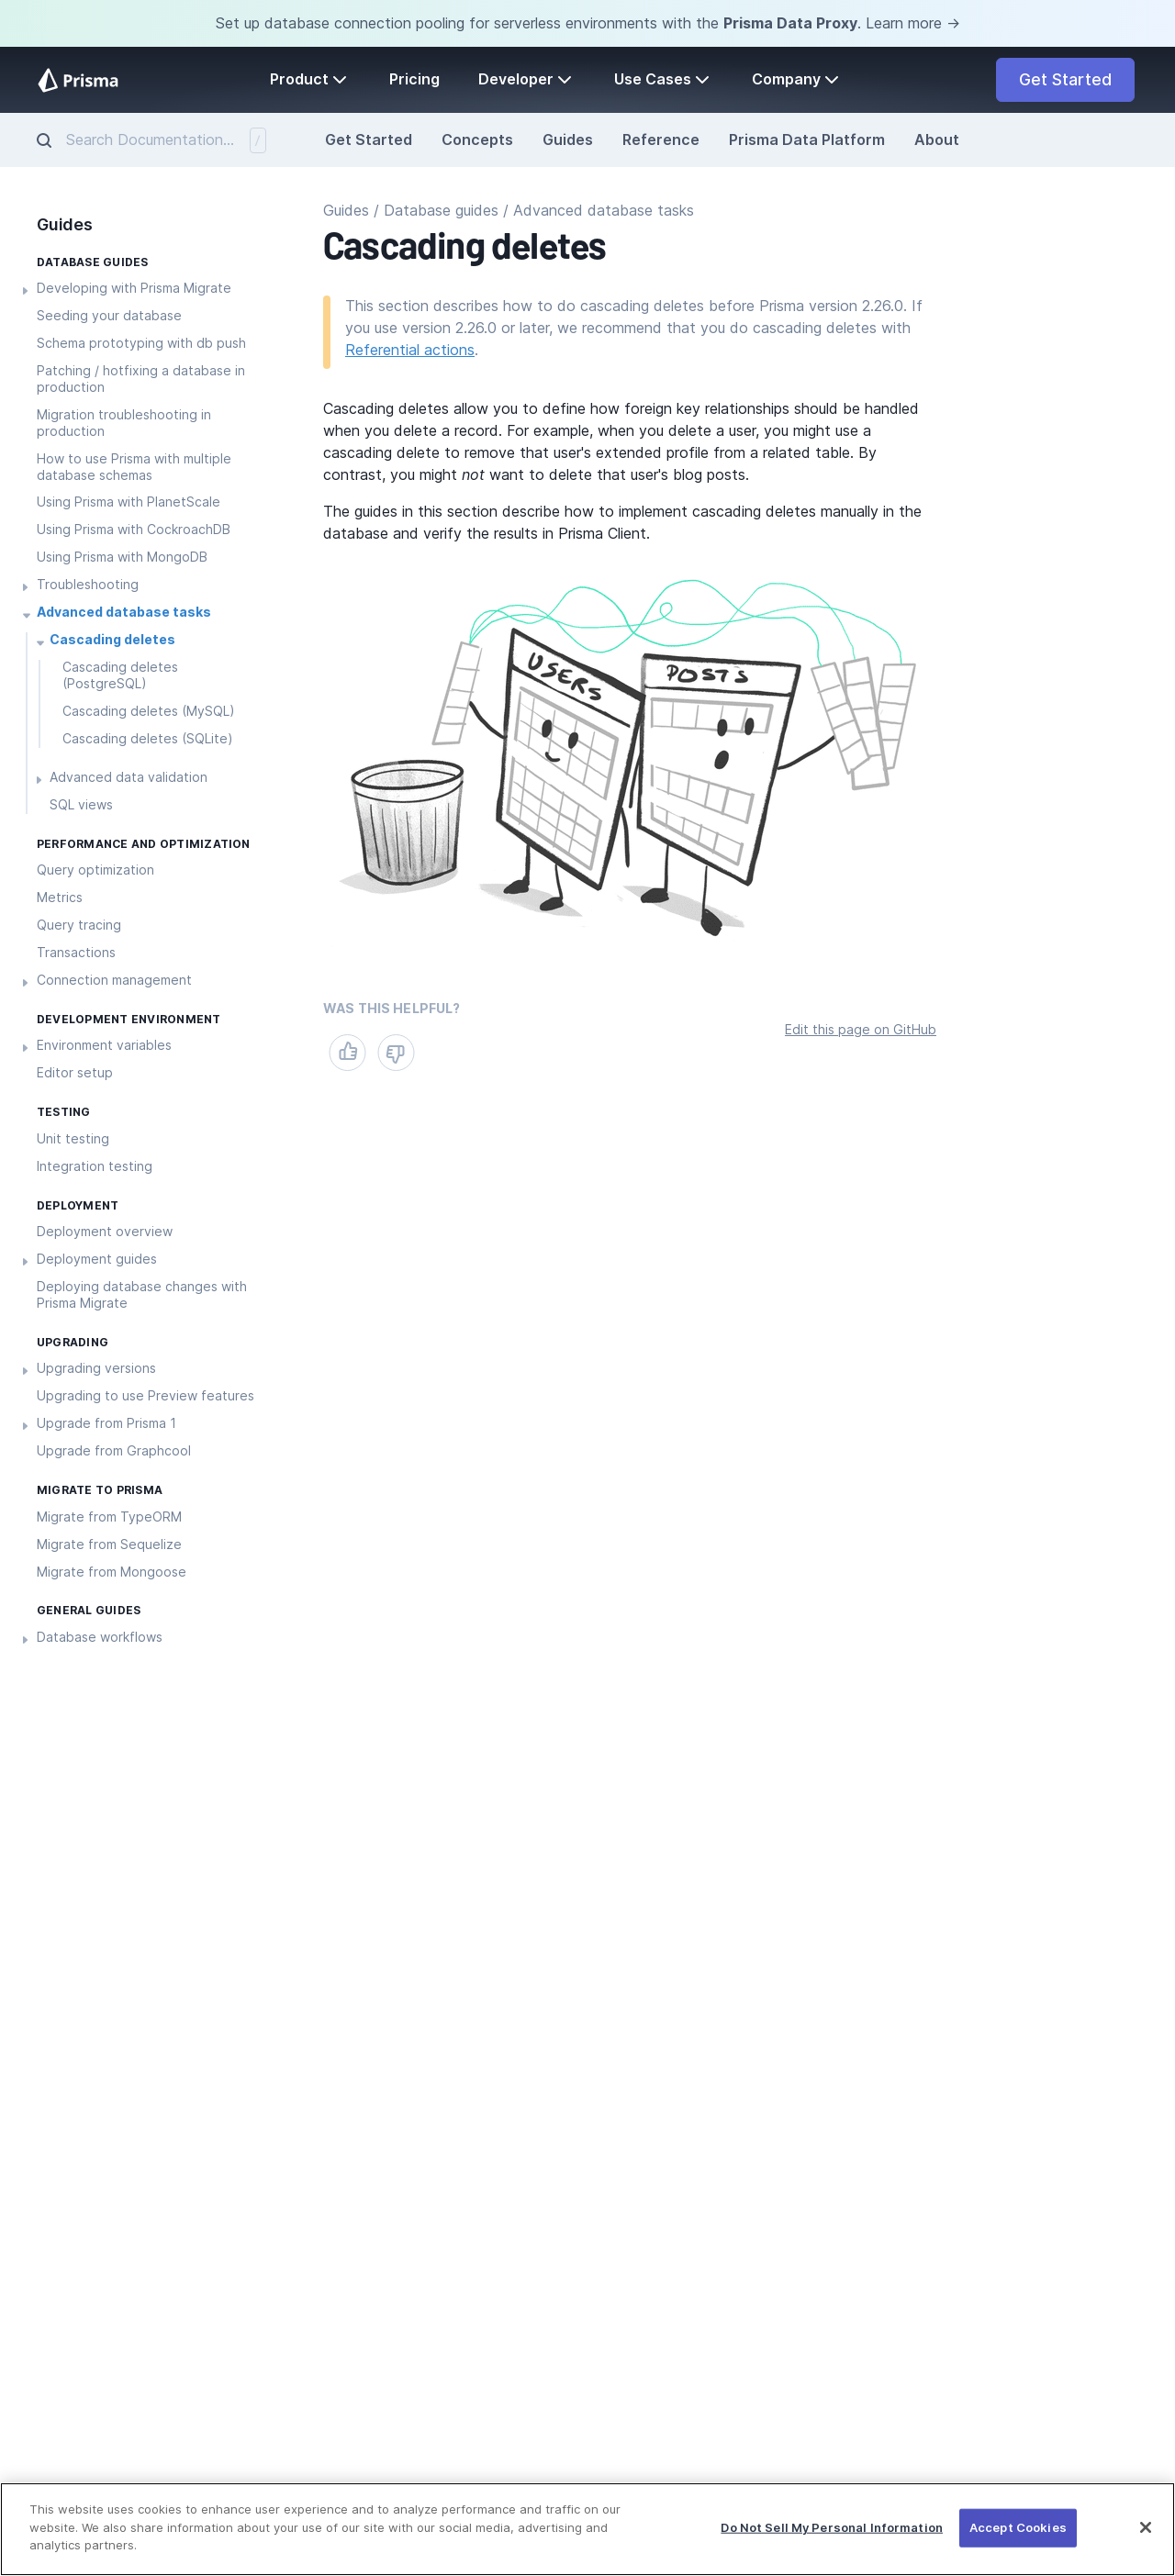 Set up database connection pooling for serverless environments with the Prisma Data Proxy. Learn more →
Prisma
Product
Pricing
Developer
Use Cases
Company
Get Started
Search Documentation...
/
Get Started
Concepts
Guides
Reference
Prisma Data Platform
About
Guides
DATABASE GUIDES
Developing with Prisma Migrate
Seeding your database
Schema prototyping with db push
Patching / hotfixing a database in
production
Migration troubleshooting in
production
How to use Prisma with multiple
database schemas
Using Prisma with PlanetScale
Using Prisma with CockroachDB
Using Prisma with MongoDB
Troubleshooting
Advanced database tasks
Cascading deletes
Cascading deletes
(PostgreSQL)
Cascading deletes (MySQL)
Cascading deletes (SQLite)
Advanced data validation
SQL views
PERFORMANCE AND OPTIMIZATION
Query optimization
Metrics
Query tracing
Transactions
Connection management
DEVELOPMENT ENVIRONMENT
Environment variables
Editor setup
TESTING
Unit testing
Integration testing
DEPLOYMENT
Deployment overview
Deployment guides
Deploying database changes with
Prisma Migrate
UPGRADING
Upgrading versions
Upgrading to use Preview features
Upgrade from Prisma 1
Upgrade from Graphcool
MIGRATE TO PRISMA
Migrate from TypeORM
Migrate from Sequelize
Migrate from Mongoose
GENERAL GUIDES
Database workflows
Guides / Database guides / Advanced database tasks
Cascading deletes
This section describes how to do cascading deletes before Prisma version 2.26.0. If
you use version 2.26.0 or later, we recommend that you do cascading deletes with
Referential actions.
Cascading deletes allow you to define how foreign key relationships should be handled
when you delete a record. For example, when you delete a user, you might use a
cascading delete to remove that user's extended profile from a related table. By
contrast, you might not want to delete that user's blog posts.
The guides in this section describe how to implement cascading deletes manually in the
database and verify the results in Prisma Client.
USERS
POSTS
WAS THIS HELPFUL?
Edit this page on GitHub
This website uses cookies to enhance user experience and to analyze performance and traffic on our
website. We also share information about your use of our site with our social media, advertising and
analytics partners.
Do Not Sell My Personal Information
Accept Cookies